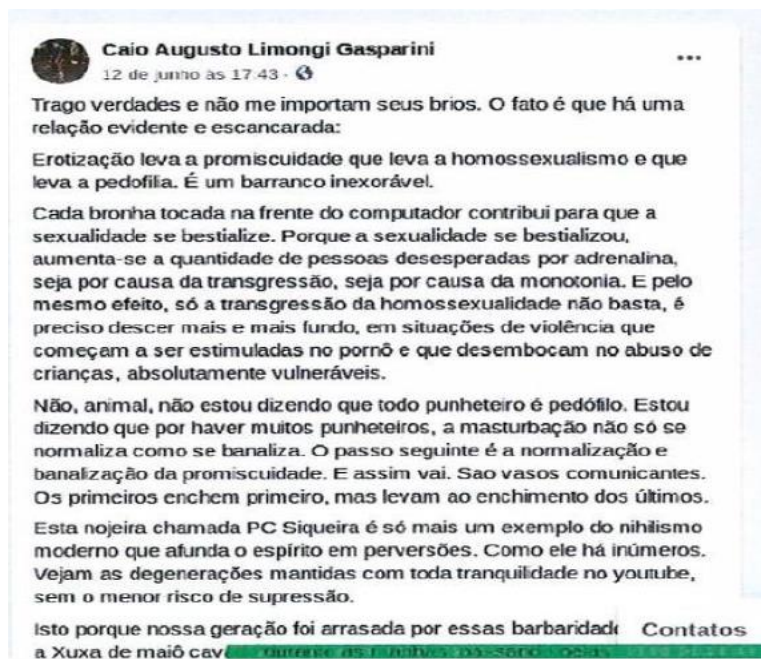 Caio Augusto Limongi Gasparini
12 de junho às 17:43 ·
Trago verdades e não me importam seus brios. O fato é que há uma
relação evidente e escancarada:
Erotização leva a promiscuidade que leva a homossexualismo e que
leva a pedofilia. É um barranco inexorável.
Cada bronha tocada na frente do computador contribui para que a
sexualidade se bestialize. Porque a sexualidade se bestializou,
aumenta-se a quantidade de pessoas desesperadas por adrenalina,
seja por causa da transgressão, seja por causa da monotonia. E pelo
mesmo efeito, só a transgressão da homossexualidade não basta, é
preciso descer mais e mais fundo, em situações de violência que
começam a ser estimuladas no pornô e que desembocam no abuso de
crianças, absolutamente vulneráveis.
Não, animal, não estou dizendo que todo punheteiro é pedófilo. Estou
dizendo que por haver muitos punheteiros, a masturbação não só se
normaliza como se banaliza. O passo seguinte é a normalização e
banalização da promiscuidade. E assim vai. Sao vasos comunicantes.
Os primeiros enchem primeiro, mas levam ao enchimento dos últimos.
Esta nojeira chamada PC Siqueira é só mais um exemplo do nihilismo
moderno que afunda o espírito em perversões. Como ele há inúmeros.
Vejam as degenerações mantidas com toda tranquilidade no youtube,
sem o menor risco de supressão.
Isto porque nossa geração foi arrasada por essas barbaridade Contatos
a Xuxa de maiô